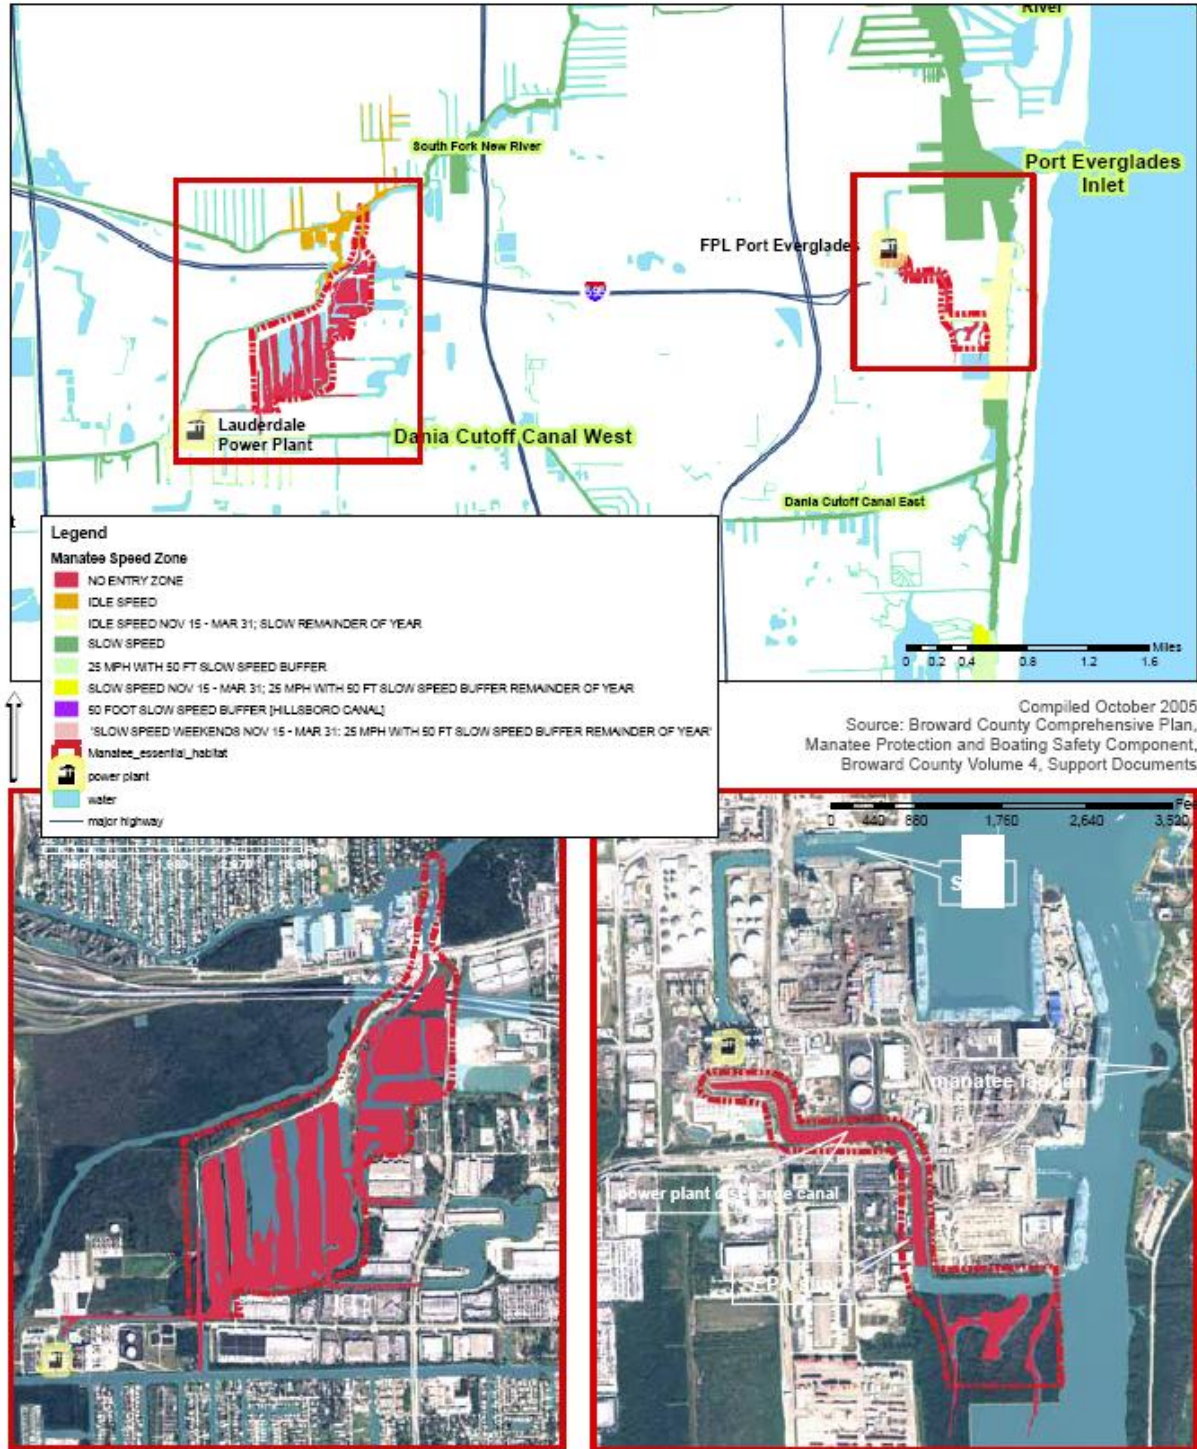 River
South Fork New River
Port Everglades
Inlet
FPL Port Everglades
Lauderdale
Power Plant
Dania Cutoff Canal West
Dania Cutoff Canal East
Miles
0 0.2 0.4 0.8 1.2 1.6
Legend
Manatee Speed Zone
NO ENTRY ZONE
IDLE SPEED
IDLE SPEED NOV 15 - MAR 31; SLOW REMAINDER OF YEAR
SLOW SPEED
25 MPH WITH 50 FT SLOW SPEED BUFFER
SLOW SPEED NOV 15 - MAR 31; 25 MPH WITH 50 FT SLOW SPEED BUFFER REMAINDER OF YEAR
50 FOOT SLOW SPEED BUFFER [HILLSBORO CANAL]
'SLOW SPEED WEEKENDS NOV 15 - MAR 31: 25 MPH WITH 50 FT SLOW SPEED BUFFER REMAINDER OF YEAR'
Manatee_essential_habitat
power plant
water
major highway
Compiled October 2005
Source: Broward County Comprehensive Plan,
Manatee Protection and Boating Safety Component,
Broward County Volume 4, Support Documents
0 440 880 1,760 2,640 3,520
manatee lagoon
power plant discharge canal